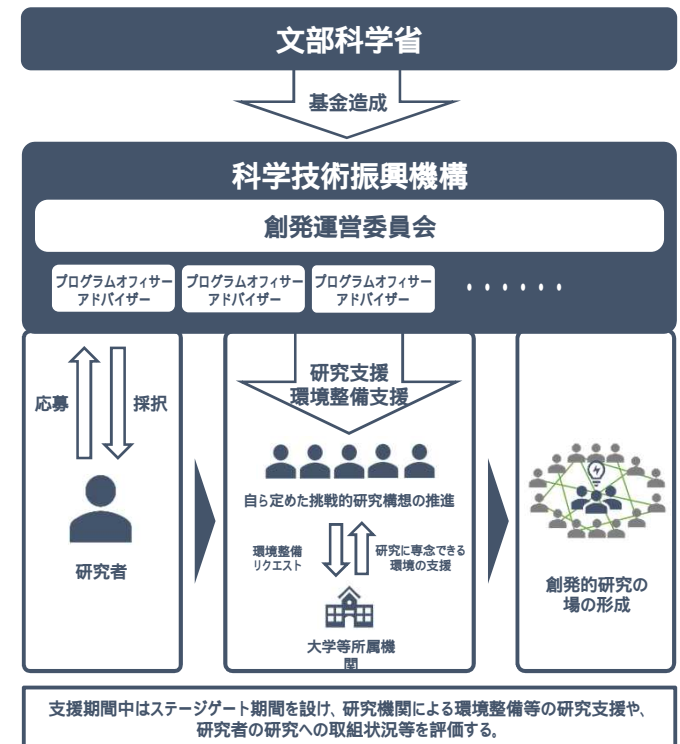 文部科学省
基金造成
科学技術振興機構
創発運営委員会
プログラムオフィサー
アドバイザー
プログラムオフィサー
アドバイザー
プログラムオフィサー
アドバイザー
・・・・・・
応募
採択
研究者
研究支援
環境整備支援
自ら定めた挑戦的研究構想の推進
環境整備
リクエスト
研究に専念できる
環境の支援
大学等所属機
関
創発的研究の
場の形成
支援期間中はステージゲート期間を設け、研究機関による環境整備等の研究支援や、
研究者の研究への取組状況等を評価する。